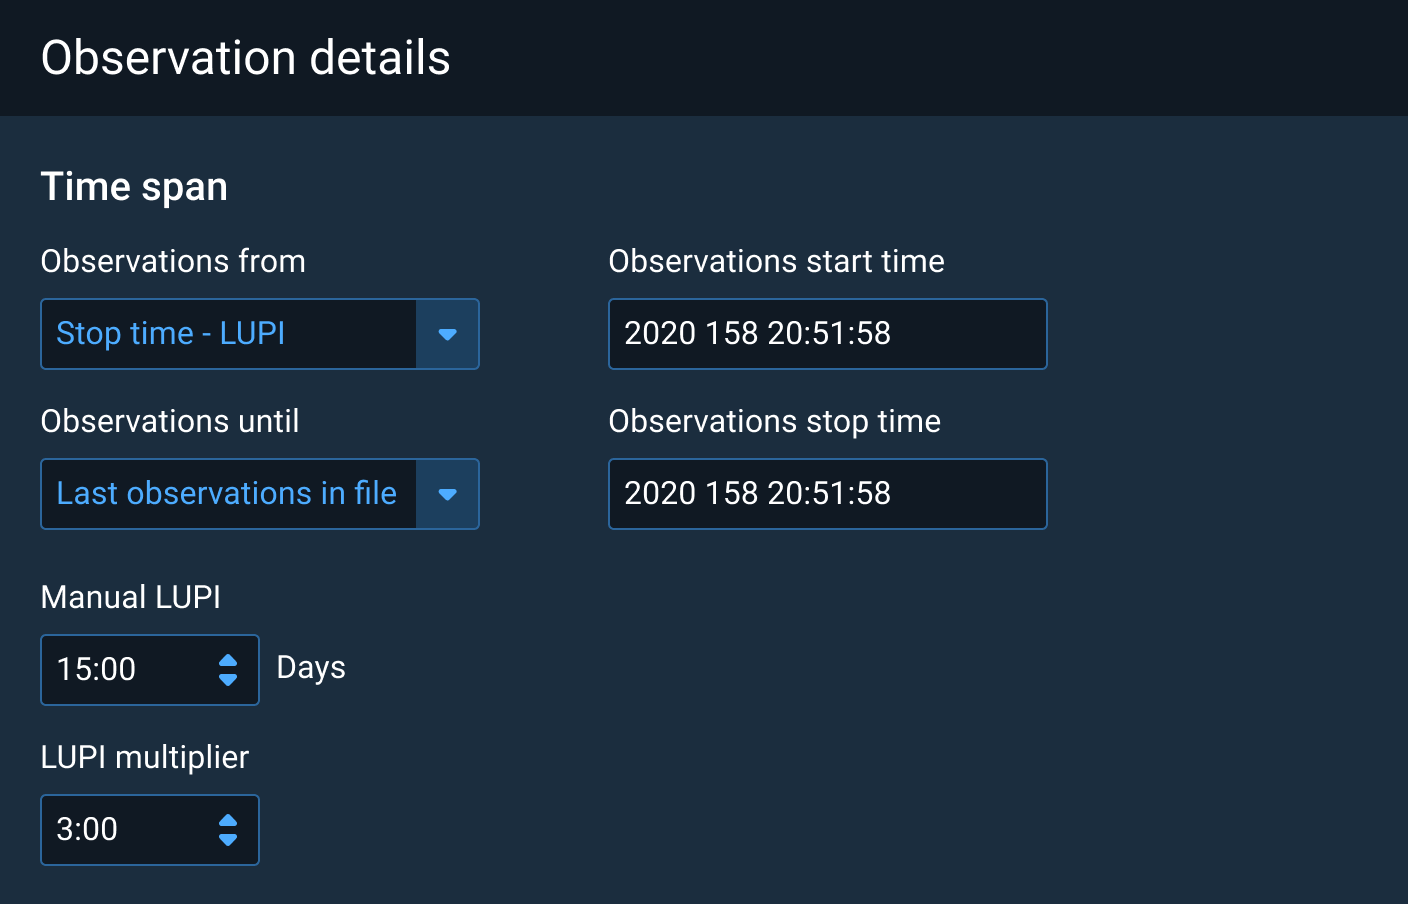 Observation details
Time span
Observations from
Observations start time
Stop time - LUPI
2020 158 20:51:58
Observations until
Observations stop time
Last observations in file
2020 158 20:51:58
Manual LUPI
15:00
Days
LUPI multiplier
3:00